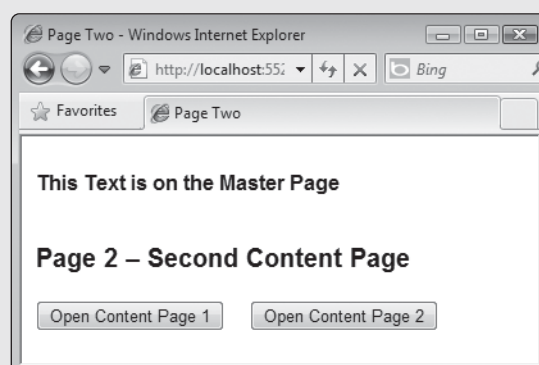 Page Two - Windows Internet Explorer
http://localhost:552
Bing
Favorites
Page Two
This Text is on the Master Page
Page 2 – Second Content Page
Open Content Page 1 Open Content Page 2